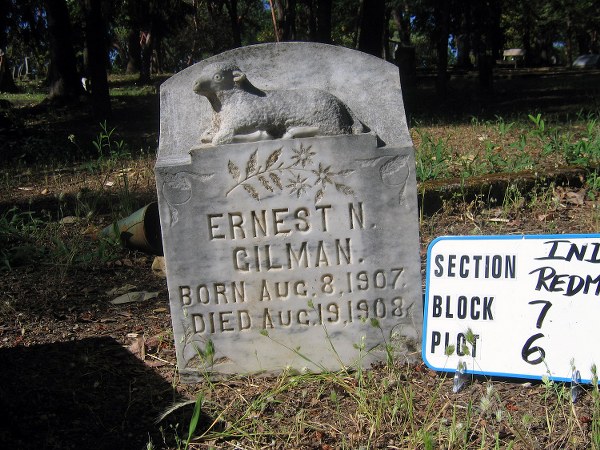 ERNEST N.
GILMAN.
BORN AUG. 8, 1907.
DIED AUG. 19, 1908.
SECTION
BLOCK 7
PLOT 6